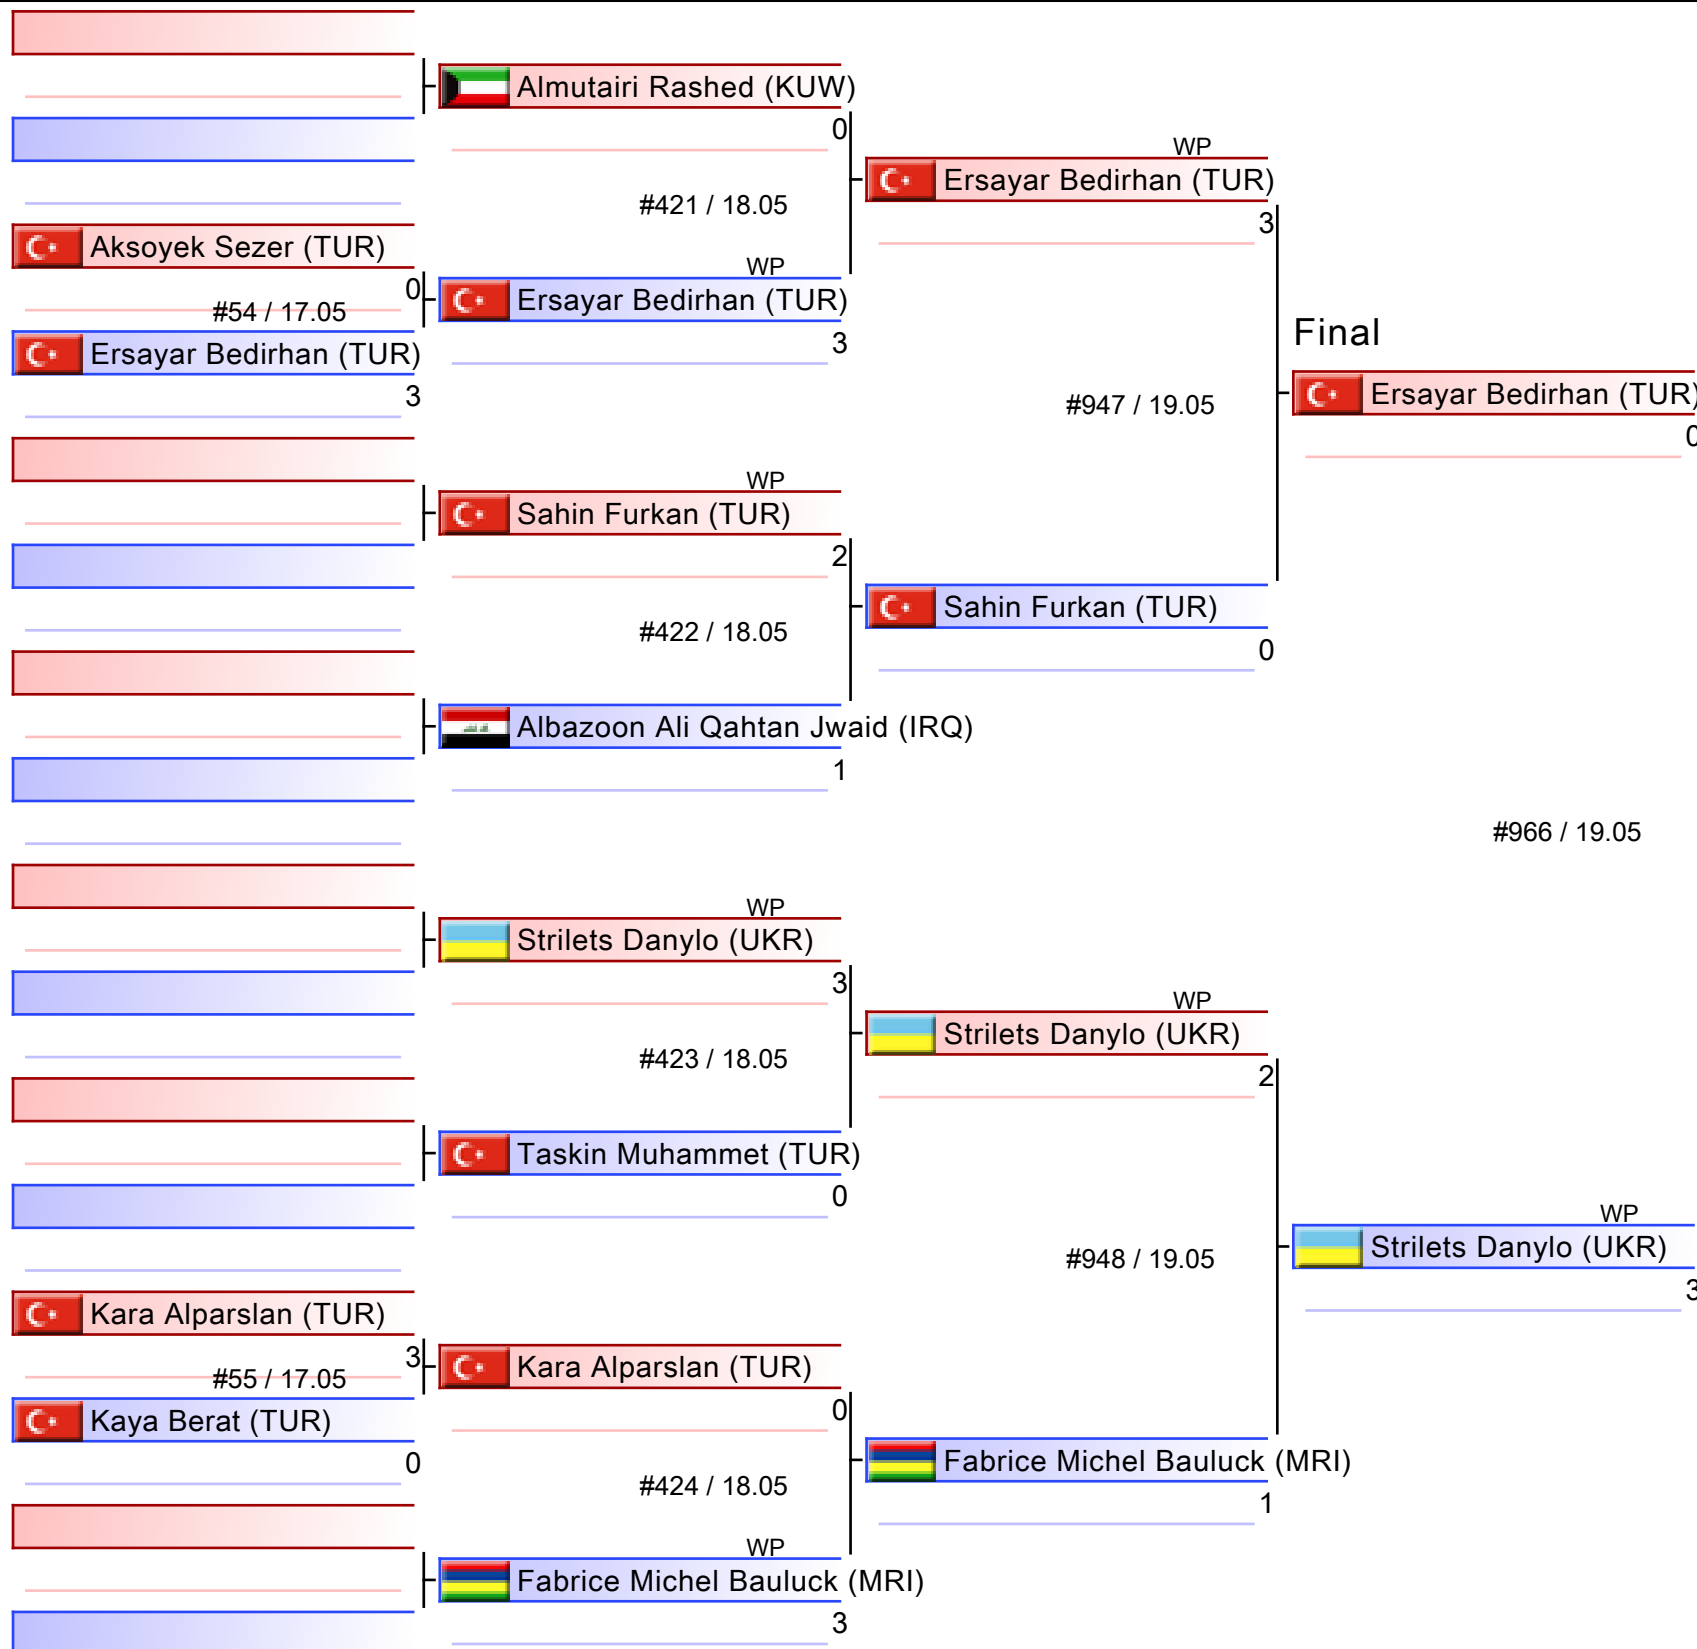 Almutairi Rashed (KUW)
0
WP
Ersayar Bedirhan (TUR)
3
#421 / 18.05
Aksoyek Sezer (TUR)
0
#54 / 17.05
Ersayar Bedirhan (TUR)
3
WP
Ersayar Bedirhan (TUR)
3
Final
Ersayar Bedirhan (TUR)
0
#947 / 19.05
WP
Sahin Furkan (TUR)
2
#422 / 18.05
Sahin Furkan (TUR)
0
Albazoon Ali Qahtan Jwaid (IRQ)
1
#966 / 19.05
WP
Strilets Danylo (UKR)
3
WP
Strilets Danylo (UKR)
2
#423 / 18.05
Taskin Muhammet (TUR)
0
WP
Strilets Danylo (UKR)
3
#948 / 19.05
Kara Alparslan (TUR)
3
#55 / 17.05
Kaya Berat (TUR)
0
Kara Alparslan (TUR)
0
#424 / 18.05
Fabrice Michel Bauluck (MRI)
1
WP
Fabrice Michel Bauluck (MRI)
3